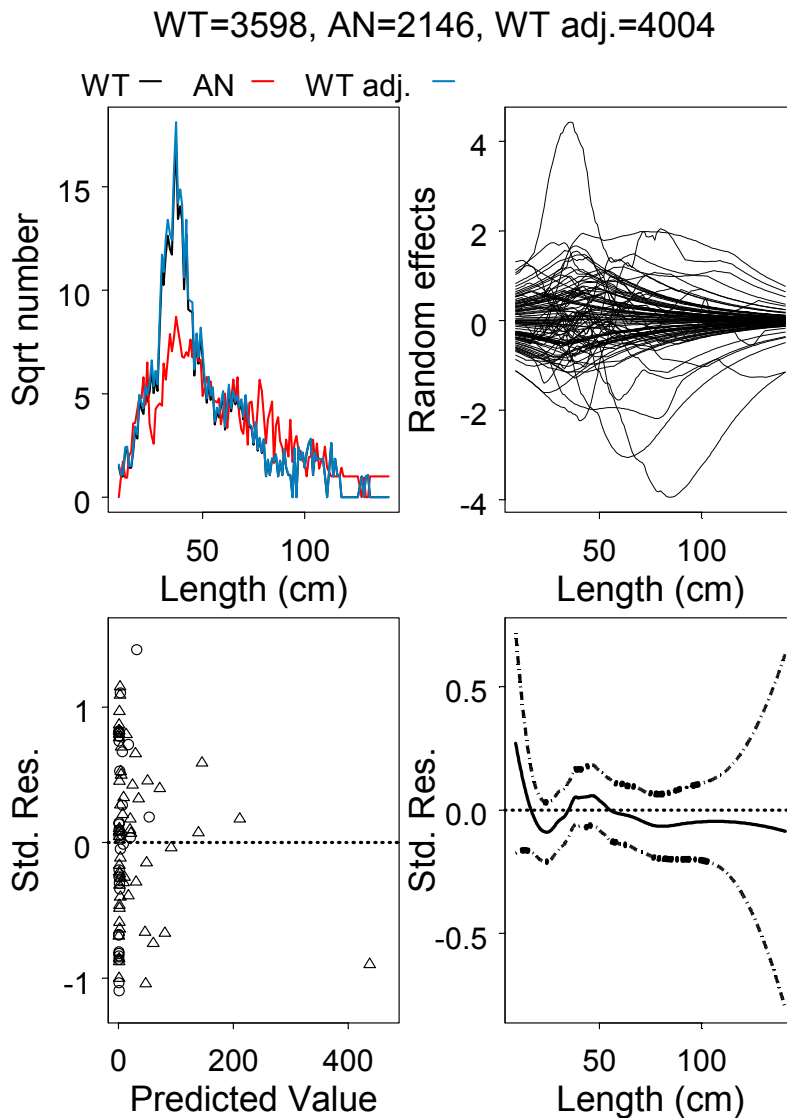 WT=3598, AN=2146, WT adj.=4004
WT AN WT adj.
Sqrt number
15
10
5
0
50 100
Length (cm)
Random effects
4
2
0
-2
-4
50 100
Length (cm)
Std. Res.
1
0
-1
0 200 400
Predicted Value
Std. Res.
0.5
0.0
-0.5
50 100
Length (cm)